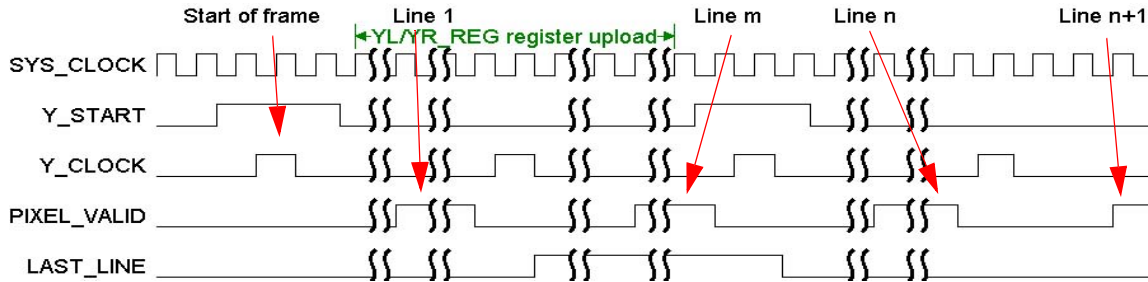 Start of frame Line 1 Line m Line n Line n+1
YL/YR_REG register upload
SYS_CLOCK
Y_START
Y_CLOCK
PIXEL_VALID
LAST_LINE